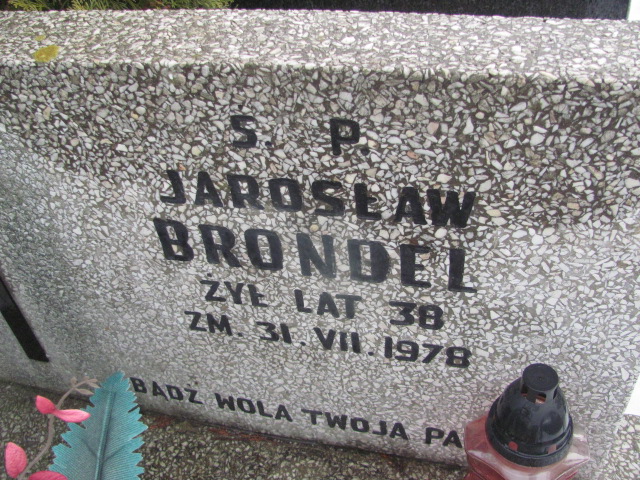 Ś. P.
JAROSŁAW
BRONDEL
ŻYŁ LAT 38
ZM. 31.VII.1978
BĄDŹ WOLA TWOJA PA